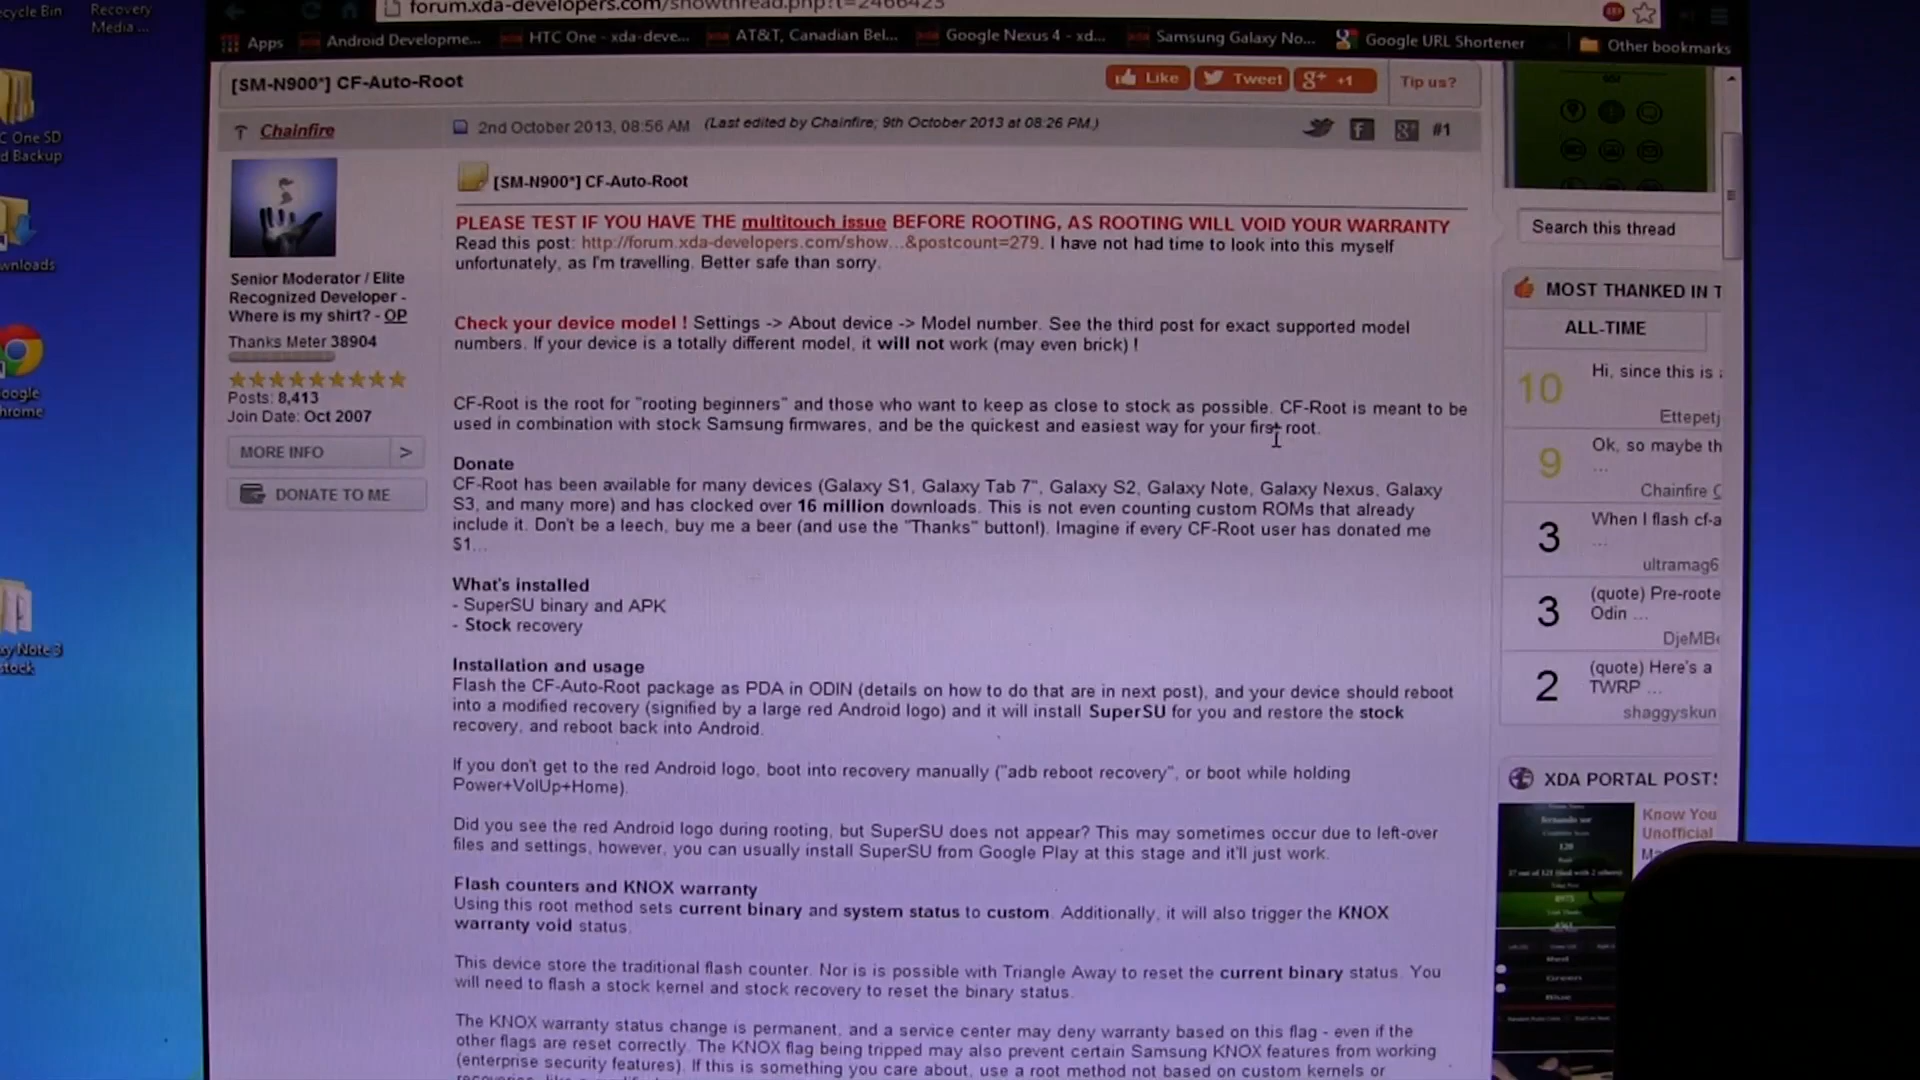 ecycle Bin
Recovery
Media ...
forum.xda-developers.com/showthread.php?t=2466423
Apps
Android Developme...
HTC One - xda-deve...
AT&T, Canadian Bel...
Google Nexus 4 - xd...
Samsung Galaxy No...
Google URL Shortener
Other bookmarks
[SM-N900*] CF-Auto-Root
Like
Tweet
g+ +1
Tip us?
Chainfire
2nd October 2013, 08:56 AM (Last edited by Chainfire; 9th October 2013 at 08:26 PM.)
#1
[SM-N900*] CF-Auto-Root
PLEASE TEST IF YOU HAVE THE multitouch issue BEFORE ROOTING, AS ROOTING WILL VOID YOUR WARRANTY
Read this post: http://forum.xda-developers.com/show...&postcount=279. I have not had time to look into this myself
unfortunately, as I'm travelling. Better safe than sorry.
Check your device model ! Settings -> About device -> Model number. See the third post for exact supported model
numbers. If your device is a totally different model, it will not work (may even brick) !
CF-Root is the root for "rooting beginners" and those who want to keep as close to stock as possible. CF-Root is meant to be
used in combination with stock Samsung firmwares, and be the quickest and easiest way for your first root.
Donate
CF-Root has been available for many devices (Galaxy S1, Galaxy Tab 7", Galaxy S2, Galaxy Note, Galaxy Nexus, Galaxy
S3, and many more) and has clocked over 16 million downloads. This is not even counting custom ROMs that already
include it. Don't be a leech, buy me a beer (and use the "Thanks" button!). Imagine if every CF-Root user has donated me
$1...
What's installed
- SuperSU binary and APK
- Stock recovery
Installation and usage
Flash the CF-Auto-Root package as PDA in ODIN (details on how to do that are in next post), and your device should reboot
into a modified recovery (signified by a large red Android logo) and it will install SuperSU for you and restore the stock
recovery, and reboot back into Android.
If you don't get to the red Android logo, boot into recovery manually ("adb reboot recovery", or boot while holding
Power+VolUp+Home).
Did you see the red Android logo during rooting, but SuperSU does not appear? This may sometimes occur due to left-over
files and settings, however, you can usually install SuperSU from Google Play at this stage and it'll just work.
Flash counters and KNOX warranty
Using this root method sets current binary and system status to custom. Additionally, it will also trigger the KNOX
warranty void status.
This device store the traditional flash counter. Nor is is possible with Triangle Away to reset the current binary status. You
will need to flash a stock kernel and stock recovery to reset the binary status.
The KNOX warranty status change is permanent, and a service center may deny warranty based on this flag - even if the
other flags are reset correctly. The KNOX flag being tripped may also prevent certain Samsung KNOX features from working
(enterprise security features). If this is something you care about, use a root method not based on custom kernels or
Senior Moderator / Elite
Recognized Developer -
Where is my shirt? - OP
Thanks Meter 38904
Posts: 8,413
Join Date: Oct 2007
MORE INFO >
DONATE TO ME
C One SD
d Backup
wnloads
oogle
hrome
xy Note 3
stock
Search this thread
MOST THANKED IN T
ALL-TIME
10
Hi, since this is
Ettepetj
9
Ok, so maybe th
...
Chainfire
3
When I flash cf-a
...
ultramag6
3
(quote) Pre-roote
Odin ...
DjeMB
2
(quote) Here's a
TWRP ...
shaggyskun
XDA PORTAL POSTS
Know You
Unofficial